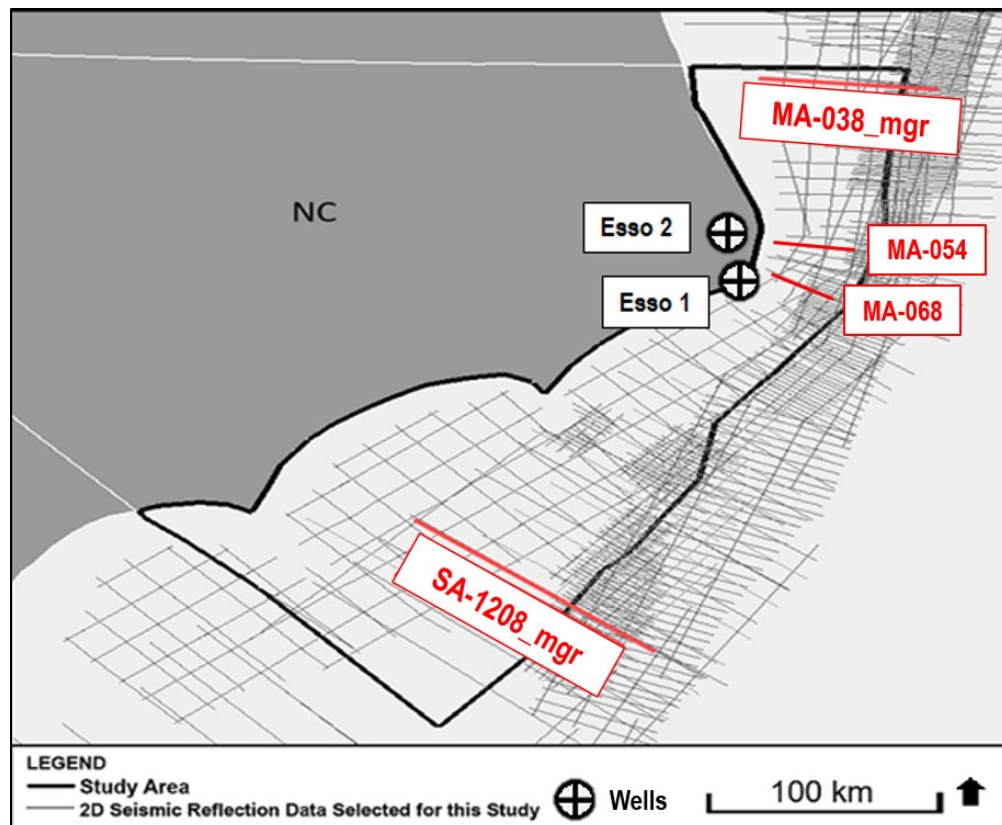 MA-038_mgr
NC
Esso 2
MA-054
Esso 1
MA-068
SA-1208_mgr
LEGEND
Study Area
2D Seismic Reflection Data Selected for this Study
Wells
100 km